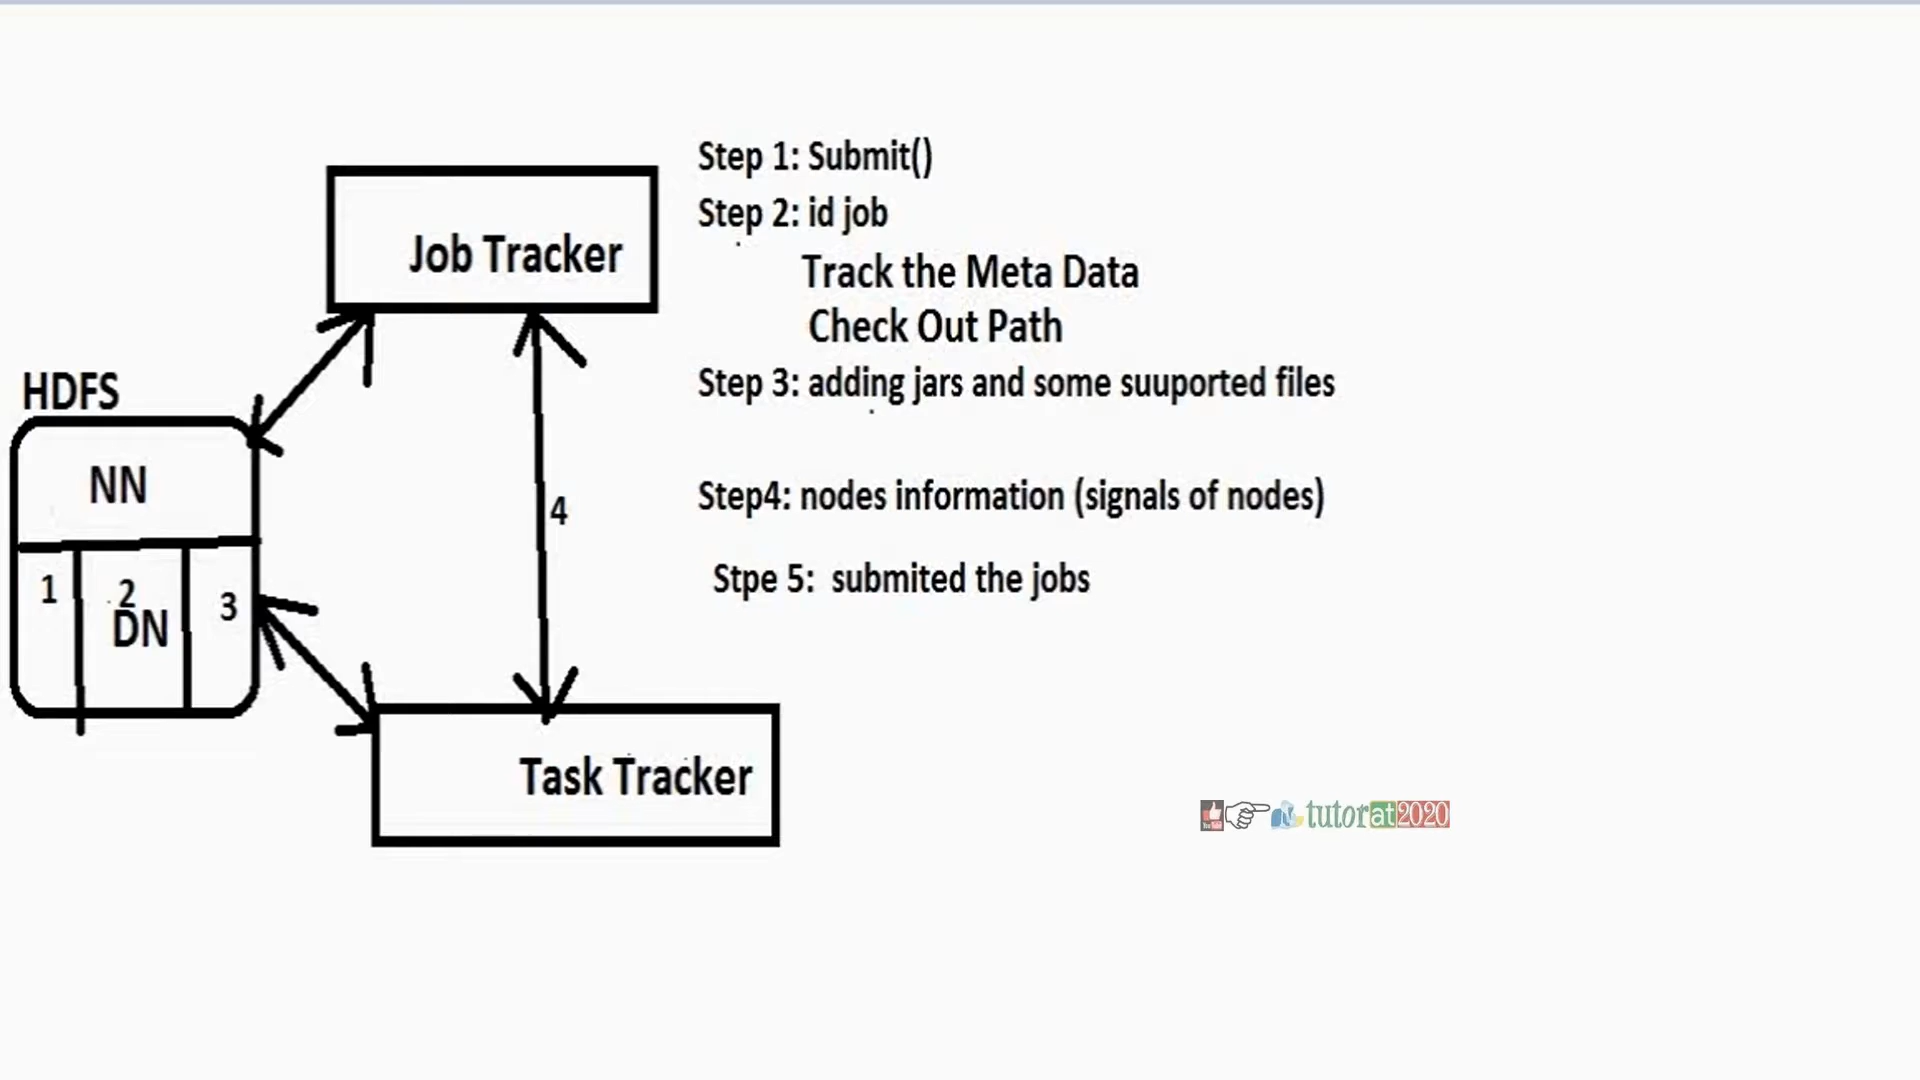 Step 1: Submit()
Step 2: id job
Job Tracker
Track the Meta Data
Check Out Path
Step 3: adding jars and some suuported files
HDFS
NN
4
Step4: nodes information (signals of nodes)
1
2
3
DN
Stpe 5: submited the jobs
Task Tracker
tutorat2020